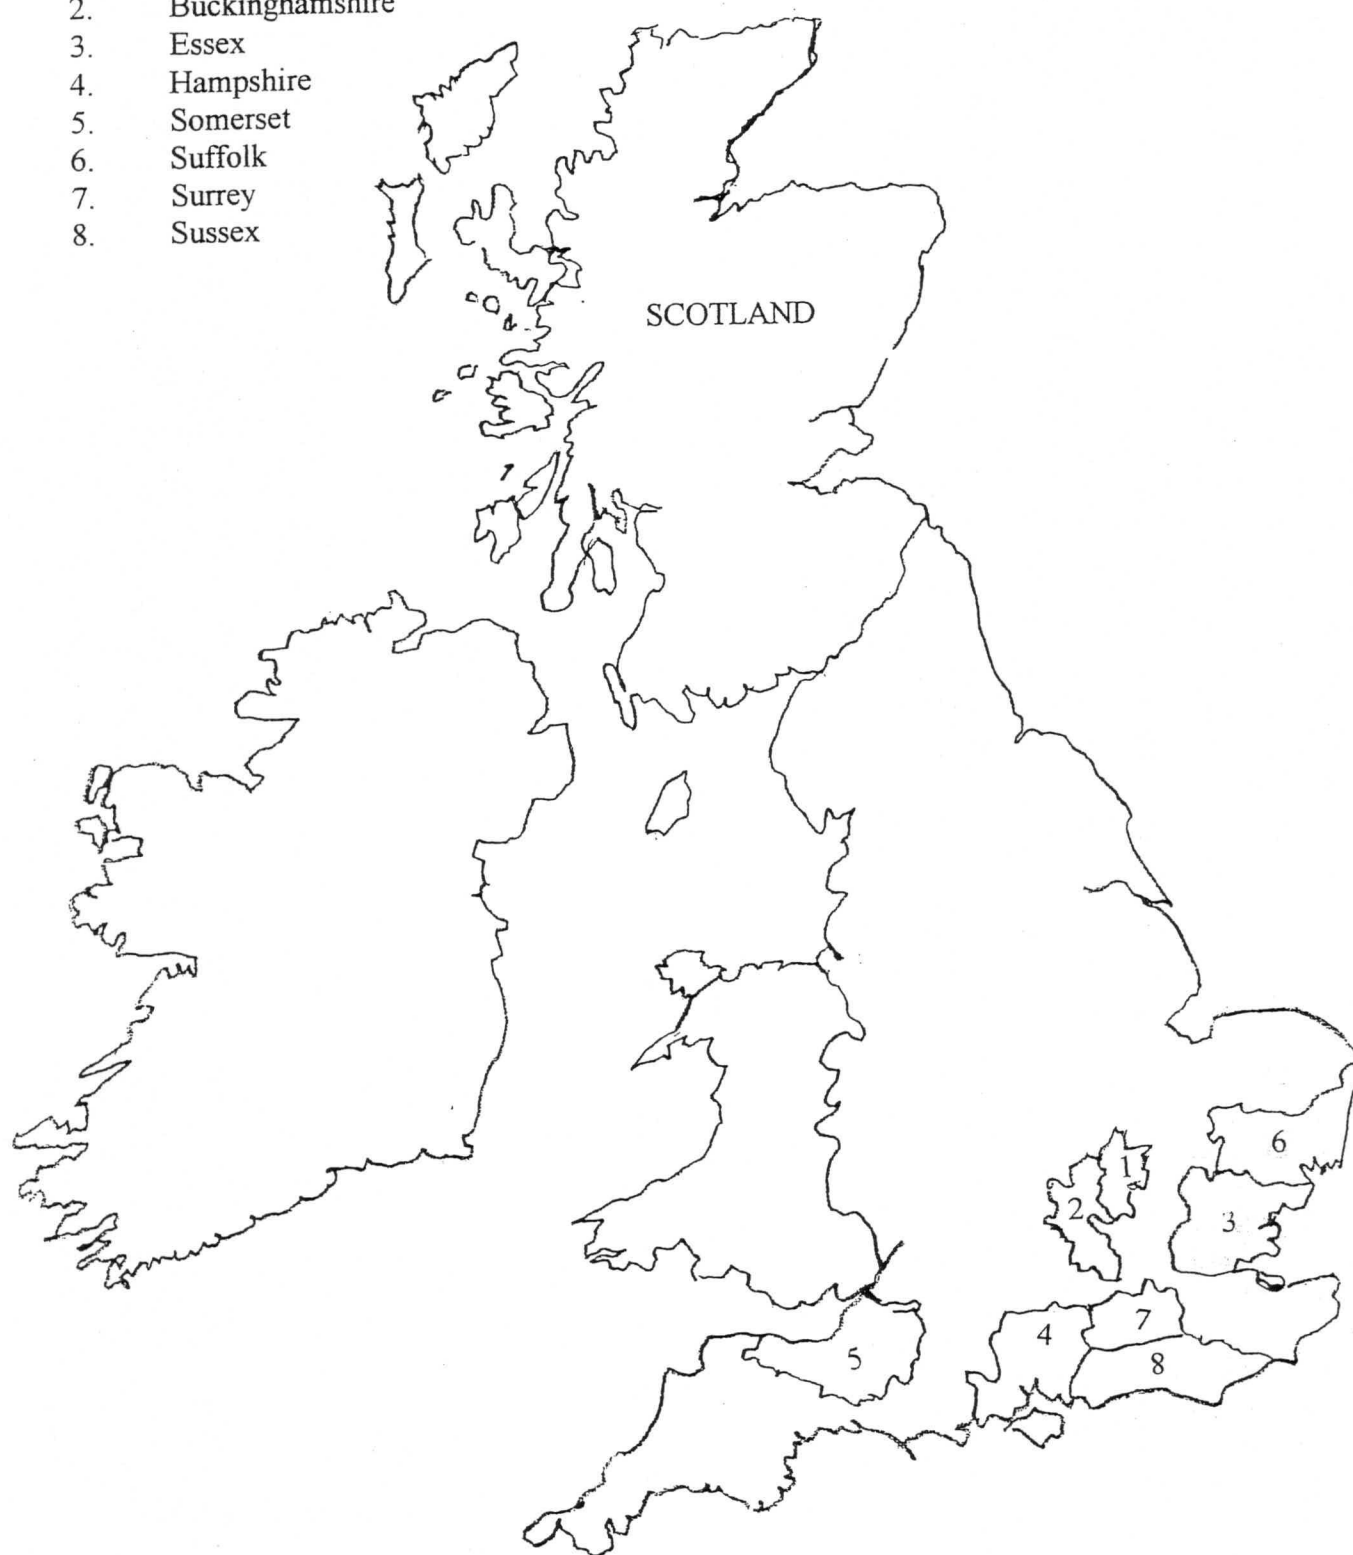 2. Buckinghamshire
3. Essex
4. Hampshire
5. Somerset
6. Suffolk
7. Surrey
8. Sussex
SCOTLAND
1
6
2
3
7
4
5
8